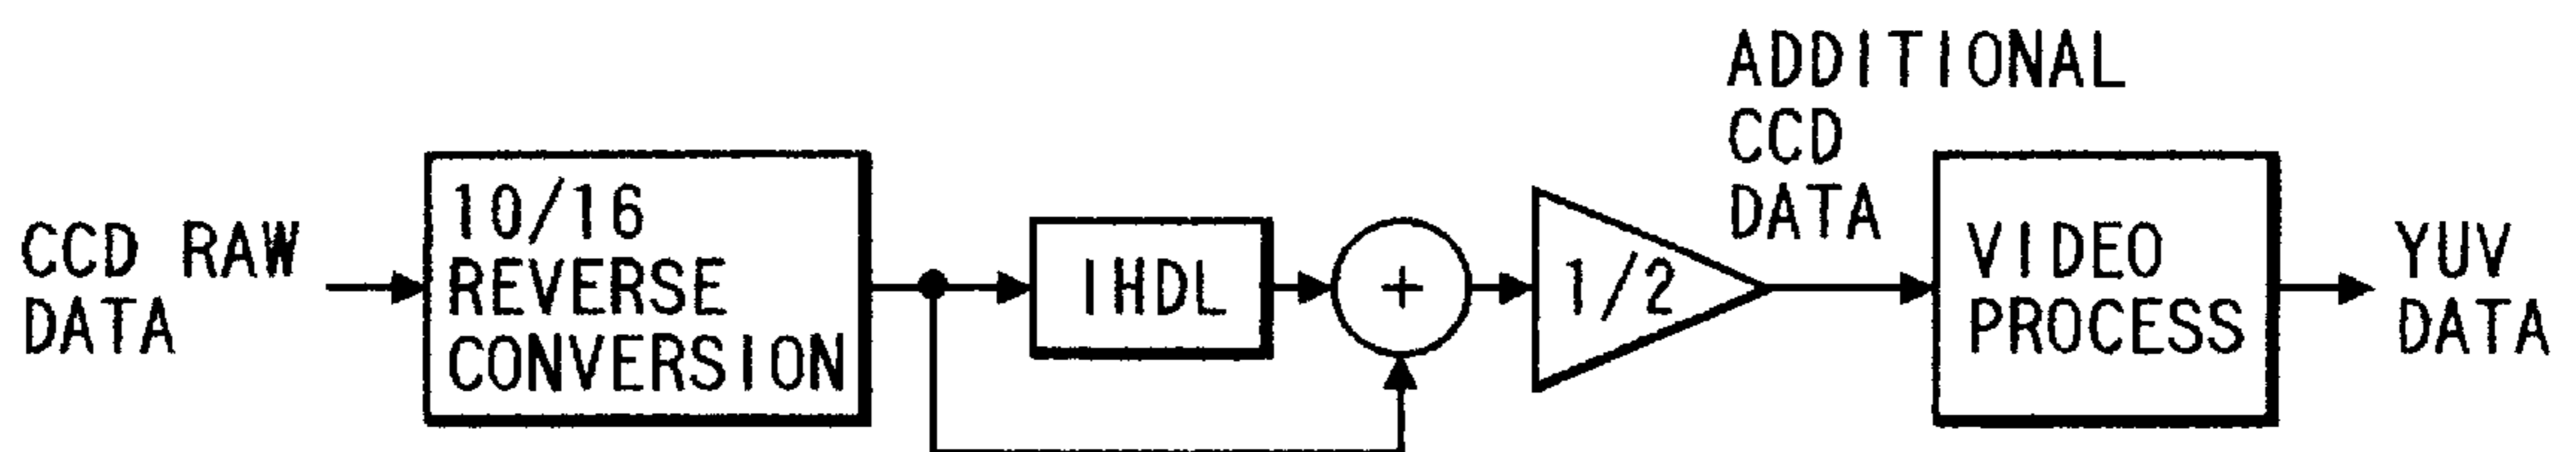 CCD RAW
DATA
10/16
REVERSE
CONVERSION
1HDL
+
1/2
ADDITIONAL
CCD
DATA
VIDEO
PROCESS
YUV
DATA